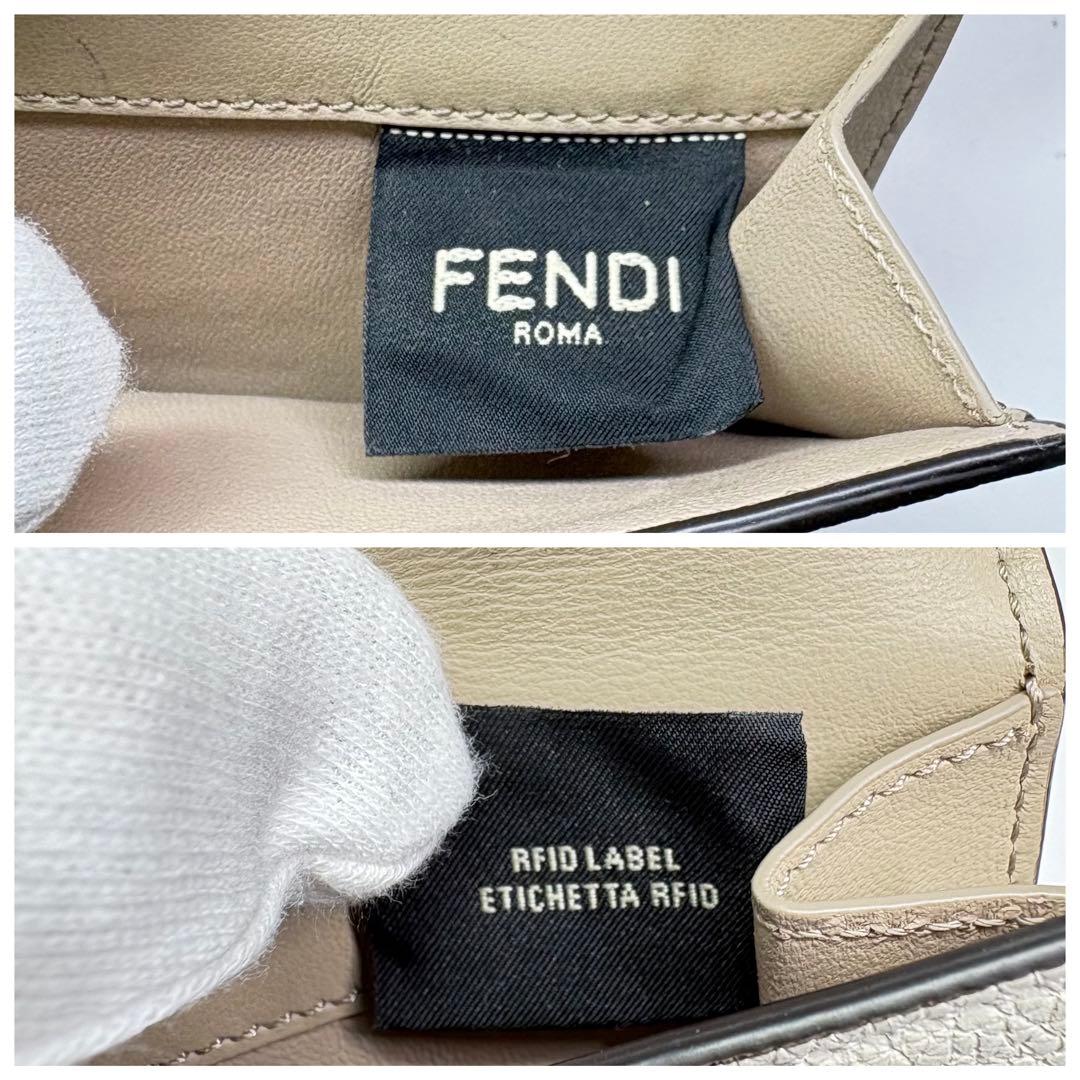 FENDI
ROMA
RFID LABEL
ETICHETTA RFID